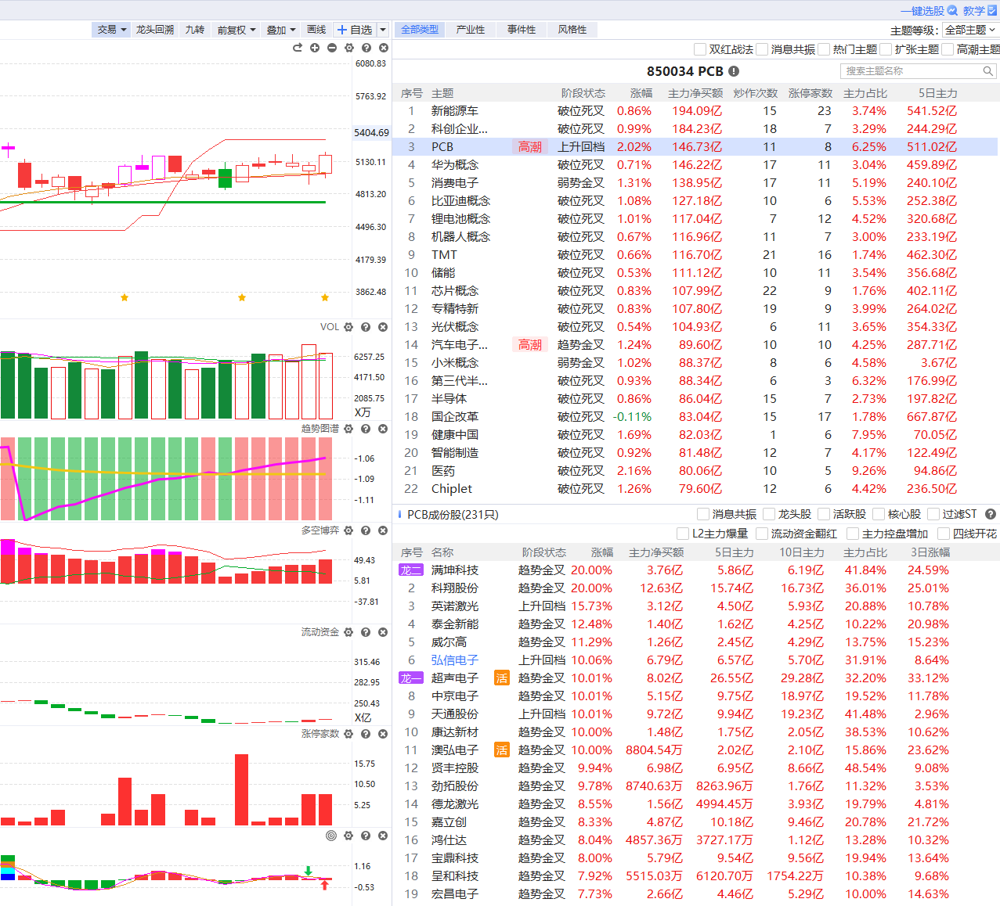 一键选股 教学
交易 龙头回溯 九转 前复权 叠加 画线 自选 全部类型 产业性 事件性 风格性 主题等级: 全部主题
双红战法 消息共振 热门主题 扩张主题 高潮主题
6080.83
850034 PCB 搜索主题名称
5763.92
5404.69
5130.11
4813.20
4496.30
4179.39
3862.48
序号 主题 阶段状态 涨幅 主力净买额 炒作次数 涨停家数 主力占比 5日主力
1 新能源车 破位死叉 0.86% 194.09亿 15 23 3.74% 541.52亿
2 科创企业... 破位死叉 0.99% 184.23亿 18 7 3.29% 244.29亿
3 PCB 高潮 上升回档 2.02% 146.73亿 11 8 6.25% 511.02亿
4 华为概念 破位死叉 0.71% 146.22亿 17 11 3.04% 459.89亿
5 消费电子 弱势金叉 1.31% 138.95亿 17 11 5.19% 240.10亿
6 比亚迪概念 破位死叉 1.08% 127.18亿 10 6 5.53% 252.38亿
7 锂电池概念 破位死叉 1.01% 117.04亿 7 12 4.52% 320.68亿
8 机器人概念 破位死叉 0.67% 116.96亿 11 7 3.00% 233.19亿
9 TMT 破位死叉 0.66% 116.70亿 21 16 1.74% 462.30亿
10 储能 破位死叉 0.53% 111.12亿 10 11 3.54% 356.68亿
11 芯片概念 破位死叉 0.83% 107.99亿 22 9 1.76% 402.11亿
12 专精特新 破位死叉 0.83% 107.80亿 19 9 3.99% 264.02亿
13 光伏概念 破位死叉 0.54% 104.93亿 6 11 3.65% 354.33亿
14 汽车电子... 高潮 趋势金叉 1.24% 89.60亿 10 10 4.25% 287.71亿
15 小米概念 弱势金叉 1.02% 88.37亿 8 6 4.58% 3.67亿
16 第三代半... 破位死叉 0.93% 88.34亿 6 3 6.32% 176.99亿
17 半导体 破位死叉 0.86% 86.04亿 15 7 2.73% 197.82亿
18 国企改革 破位死叉 -0.11% 83.04亿 15 17 1.78% 667.87亿
19 健康中国 破位死叉 1.69% 82.03亿 1 6 7.95% 70.05亿
20 智能制造 破位死叉 0.92% 81.48亿 12 7 4.17% 122.49亿
21 医药 破位死叉 2.16% 80.06亿 10 5 9.26% 94.86亿
22 Chiplet 破位死叉 1.26% 79.60亿 12 6 4.42% 236.50亿
VOL
6257.25
4171.50
2085.75
X万
趋势图谱
-1.06
-1.09
-1.11
多空博弈
49.43
5.81
-37.81
流动资金
315.46
282.95
250.43
X亿
涨停家数
15.75
10.50
5.25
1.16
-0.53
PCB成份股(231只) 消息共振 龙头股 活跃股 核心股 过滤ST
L2主力爆量 流动资金翻红 主力控盘增加 四线开花
序号 名称 阶段状态 涨幅 主力净买额 5日主力 10日主力 主力占比 3日涨幅
龙二 满坤科技 趋势金叉 20.00% 3.76亿 5.86亿 6.19亿 41.84% 24.59%
2 科翔股份 趋势金叉 20.00% 12.63亿 15.74亿 16.73亿 36.01% 25.01%
3 英诺激光 上升回档 15.73% 3.12亿 4.50亿 5.93亿 20.88% 10.78%
4 泰金新能 趋势金叉 12.48% 1.40亿 1.62亿 4.25亿 10.22% 20.98%
5 威尔高 趋势金叉 11.29% 1.26亿 2.45亿 4.29亿 13.75% 15.23%
6 弘信电子 上升回档 10.06% 6.79亿 6.57亿 5.70亿 31.91% 8.64%
龙一 超声电子 活 趋势金叉 10.01% 8.02亿 26.55亿 29.28亿 32.20% 33.12%
8 中京电子 趋势金叉 10.01% 5.15亿 9.75亿 18.97亿 19.52% 11.78%
9 天通股份 上升回档 10.01% 9.72亿 9.94亿 19.23亿 41.48% 2.96%
10 康达新材 趋势金叉 10.00% 1.48亿 1.75亿 2.05亿 38.53% 10.62%
11 澳弘电子 活 趋势金叉 10.00% 8804.54万 2.02亿 2.10亿 15.86% 23.62%
12 贤丰控股 趋势金叉 9.94% 6.98亿 6.95亿 8.66亿 48.54% 9.08%
13 劲拓股份 趋势金叉 9.78% 8740.63万 8263.96万 1.76亿 11.32% 3.53%
14 德龙激光 趋势金叉 8.55% 1.56亿 4994.45万 3.93亿 19.79% 4.81%
15 嘉立创 趋势金叉 8.33% 4.87亿 10.18亿 9.46亿 20.78% 21.72%
16 鸿仕达 趋势金叉 8.04% 4857.36万 3727.17万 1.12亿 13.28% 10.32%
17 宝鼎科技 趋势金叉 8.00% 5.79亿 9.54亿 9.56亿 19.94% 13.64%
18 呈和科技 趋势金叉 7.92% 5515.03万 6120.70万 1754.22万 10.38% 9.68%
19 宏昌电子 趋势金叉 7.73% 2.66亿 4.46亿 5.29亿 10.00% 14.63%